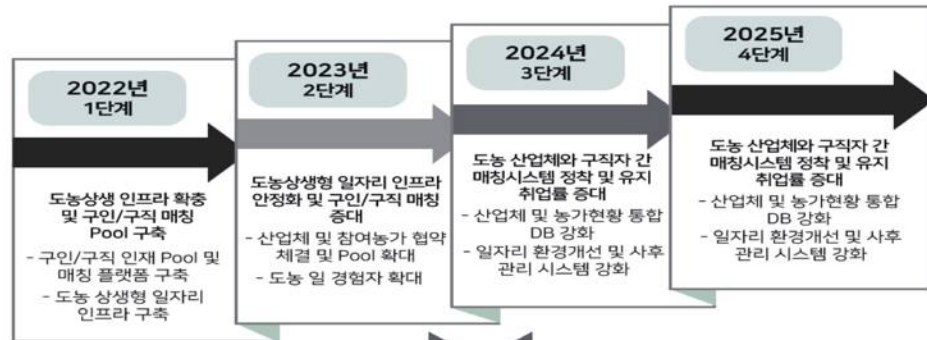 2022년
1단계
도농상생 인프라 확충
및 구인/구직 매칭
Pool 구축
- 구인/구직 인재 Pool 및
매칭 플랫폼 구축
- 도농 상생형 일자리
인프라 구축
2023년
2단계
도농상생형 일자리 인프라
안정화 및 구인/구직 매칭
증대
- 산업체 및 참여농가 협약
체결 및 Pool 확대
- 도농 일 경험자 확대
2024년
3단계
도농 산업체와 구직자 간
매칭시스템 정착 및 유지
취업률 증대
- 산업체 및 농가현황 통합
DB 강화
- 일자리 환경개선 및 사후
관리 시스템 강화
2025년
4단계
도농 산업체와 구직자 간
매칭시스템 정착 및 유지
취업률 증대
- 산업체 및 농가현황 통합
DB 강화
- 일자리 환경개선 및 사후
관리 시스템 강화